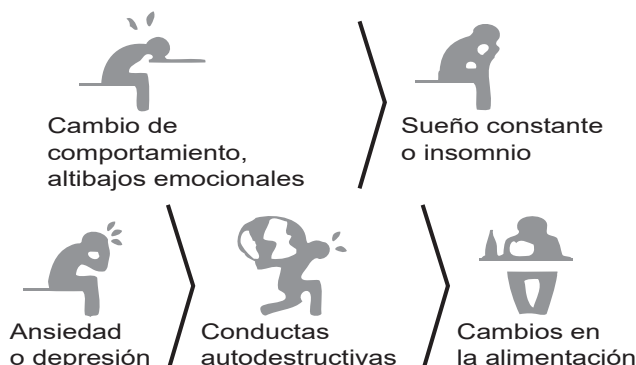 Cambio de
comportamiento,
altibajos emocionales
Sueño constante
o insomnio
Ansiedad
o depresión
Conductas
autodestructivas
Cambios en
la alimentación